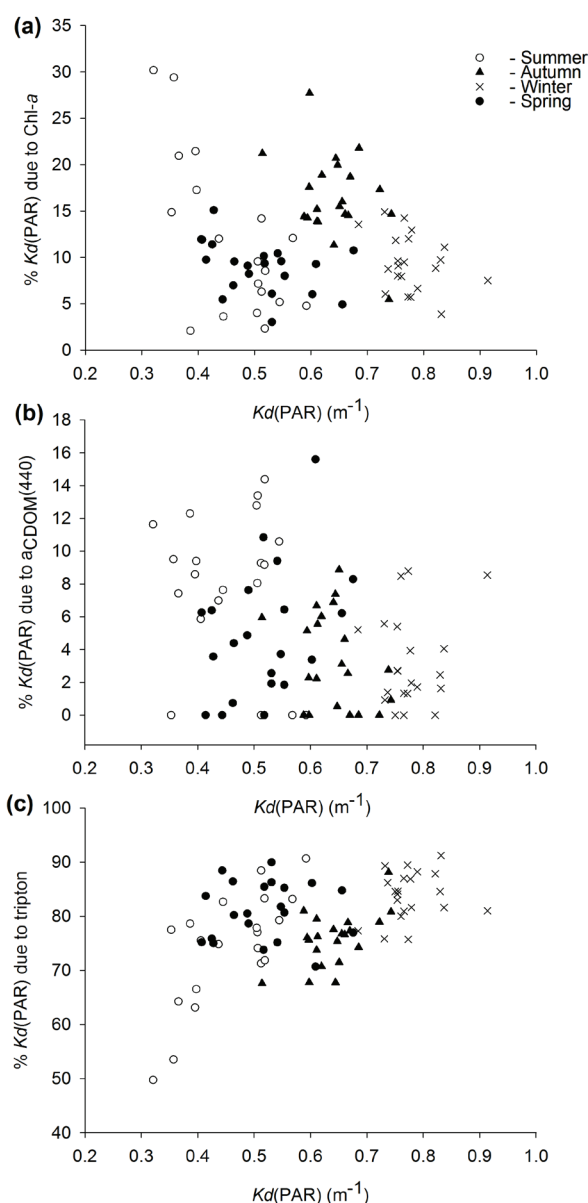 (a)
35
30
25
20
15
10
5
0
% Kd(PAR) due to Chl-a
○ - Summer
▲ - Autumn
× - Winter
● - Spring
0.2 0.3 0.4 0.5 0.6 0.7 0.8 0.9 1.0
Kd(PAR) (m⁻¹)
(b)
18
16
14
12
10
8
6
4
2
0
% Kd(PAR) due to aCDOM(440)
0.2 0.3 0.4 0.5 0.6 0.7 0.8 0.9 1.0
Kd(PAR) (m⁻¹)
(c)
100
90
80
70
60
50
40
% Kd(PAR) due to tripton
0.2 0.3 0.4 0.5 0.6 0.7 0.8 0.9 1.0
Kd(PAR) (m⁻¹)